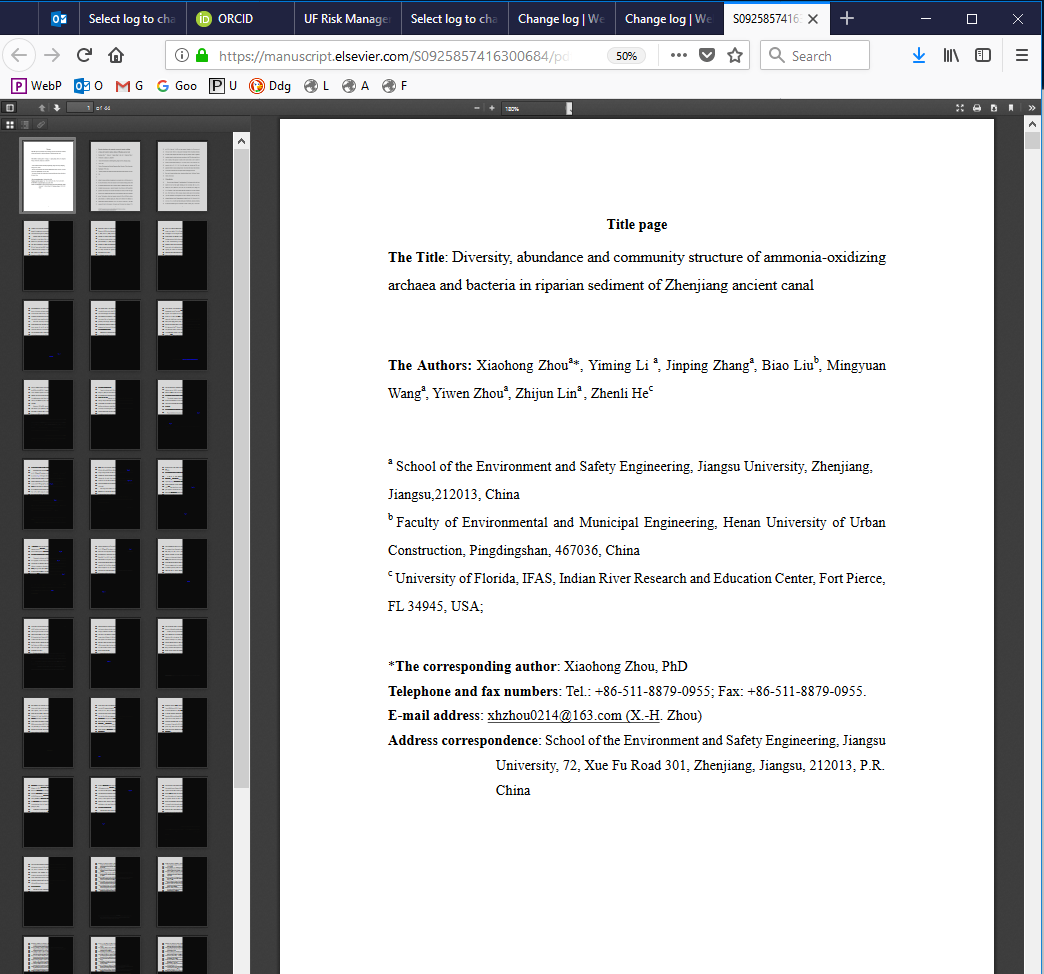 Select log to cha
ORCID
UF Risk Manage
Select log to cha
Change log | We
Change log | We
S0925857416
https://manuscript.elsevier.com/S0925857416300684/pd
50%
Search
WebP
O
G
Goo
U
Ddg
L
A
F
1 of 44
180%
Title page
The Title: Diversity, abundance and community structure of ammonia-oxidizing
archaea and bacteria in riparian sediment of Zhenjiang ancient canal
The Authors: Xiaohong Zhouª*, Yiming Li ª, Jinping Zhangª, Biao Liuᵇ, Mingyuan
Wangª, Yiwen Zhouª, Zhijun Linª, Zhenli Heᶜ
ª School of the Environment and Safety Engineering, Jiangsu University, Zhenjiang,
Jiangsu,212013, China
ᵇ Faculty of Environmental and Municipal Engineering, Henan University of Urban
Construction, Pingdingshan, 467036, China
ᶜ University of Florida, IFAS, Indian River Research and Education Center, Fort Pierce,
FL 34945, USA;
*The corresponding author: Xiaohong Zhou, PhD
Telephone and fax numbers: Tel.: +86-511-8879-0955; Fax: +86-511-8879-0955.
E-mail address: xhzhou0214@163.com (X.-H. Zhou)
Address correspondence: School of the Environment and Safety Engineering, Jiangsu
University, 72, Xue Fu Road 301, Zhenjiang, Jiangsu, 212013, P.R.
China